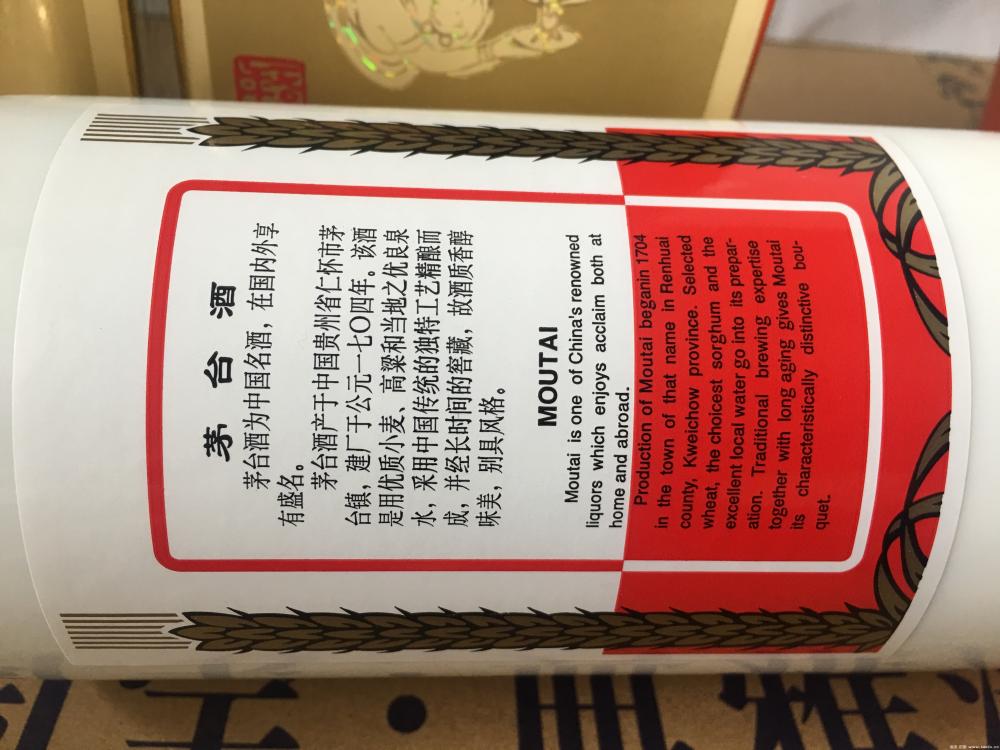 茅台酒
茅台酒为中国名酒，在国内外享
有盛名。
茅台酒产于中国贵州省仁怀市茅
台镇，建厂于公元一七〇四年。该酒
是用优质小麦、高粱和当地之优良泉
水，采用中国传统的独特工艺精酿而
成，并经长时间的窖藏，故酒质香醇
味美，别具风格。
MOUTAI
Moutai is one of China's renowned
liquors which enjoys acclaim both at
home and abroad.
Production of Moutai beganin 1704
in the town of that name in Renhuai
county, Kweichow province. Selected
wheat, the choicest sorghum and the
excellent local water go into its prepar-
ation. Traditional brewing expertise
together with long aging gives Moutai
its characteristically distinctive bou-
quet.